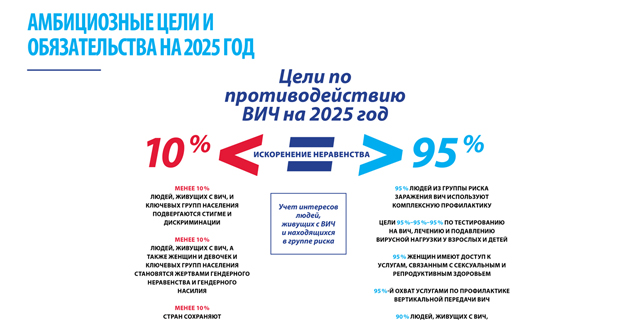 АМБИЦИОЗНЫЕ ЦЕЛИ И
ОБЯЗАТЕЛЬСТВА НА 2025 ГОД
Цели по
противодействию
ВИЧ на 2025 год
10% < = > 95%
ИСКОРЕНЕНИЕ НЕРАВЕНСТВА
МЕНЕЕ 10%
ЛЮДЕЙ, ЖИВУЩИХ С ВИЧ, И
КЛЮЧЕВЫХ ГРУПП НАСЕЛЕНИЯ
ПОДВЕРГАЮТСЯ СТИГМЕ И
ДИСКРИМИНАЦИИ
МЕНЕЕ 10%
ЛЮДЕЙ, ЖИВУЩИХ С ВИЧ, А
ТАКЖЕ ЖЕНЩИН И ДЕВОЧЕК И
КЛЮЧЕВЫХ ГРУПП НАСЕЛЕНИЯ
СТАНОВЯТСЯ ЖЕРТВАМИ ГЕНДЕРНОГО
НЕРАВЕНСТВА И ГЕНДЕРНОГО
НАСИЛИЯ
МЕНЕЕ 10%
СТРАН СОХРАНЯЮТ
Учет интересов
людей,
живущих с ВИЧ
и находящихся
в группе риска
95% ЛЮДЕЙ ИЗ ГРУППЫ РИСКА
ЗАРАЖЕНИЯ ВИЧ ИСПОЛЬЗУЮТ
КОМПЛЕКСНУЮ ПРОФИЛАКТИКУ
ЦЕЛИ 95%–95%–95% ПО ТЕСТИРОВАНИЮ
НА ВИЧ, ЛЕЧЕНИЮ И ПОДАВЛЕНИЮ
ВИРУСНОЙ НАГРУЗКИ У ВЗРОСЛЫХ И ДЕТЕЙ
95% ЖЕНЩИН ИМЕЮТ ДОСТУП К
УСЛУГАМ, СВЯЗАННЫМ С СЕКСУАЛЬНЫМ И
РЕПРОДУКТИВНЫМ ЗДОРОВЬЕМ
95%-Й ОХВАТ УСЛУГАМИ ПО ПРОФИЛАКТИКЕ
ВЕРТИКАЛЬНОЙ ПЕРЕДАЧИ ВИЧ
90% ЛЮДЕЙ, ЖИВУЩИХ С ВИЧ,